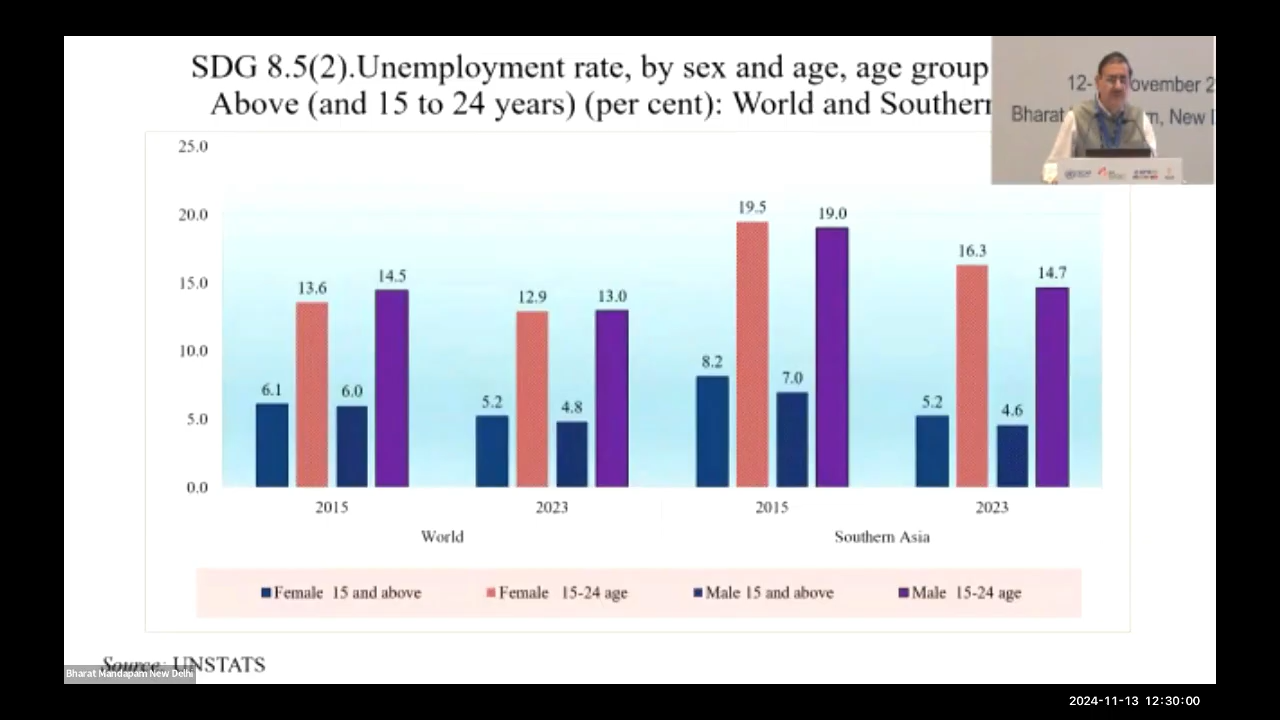 SDG 8.5(2).Unemployment rate, by sex and age, age group
Above (and 15 to 24 years) (per cent): World and Southern
12- ovember 2
Bharat m, New
25.0
20.0
15.0
10.0
5.0
0.0
6.1 13.6 6.0 14.5
5.2 12.9 4.8 13.0
8.2 19.5 7.0 19.0
5.2 16.3 4.6 14.7
2015 2023 2015 2023
World Southern Asia
Female 15 and above Female 15-24 age Male 15 and above Male 15-24 age
Source: UNSTATS
Bharat Mandapam New Delhi
2024-11-13 12:30:00